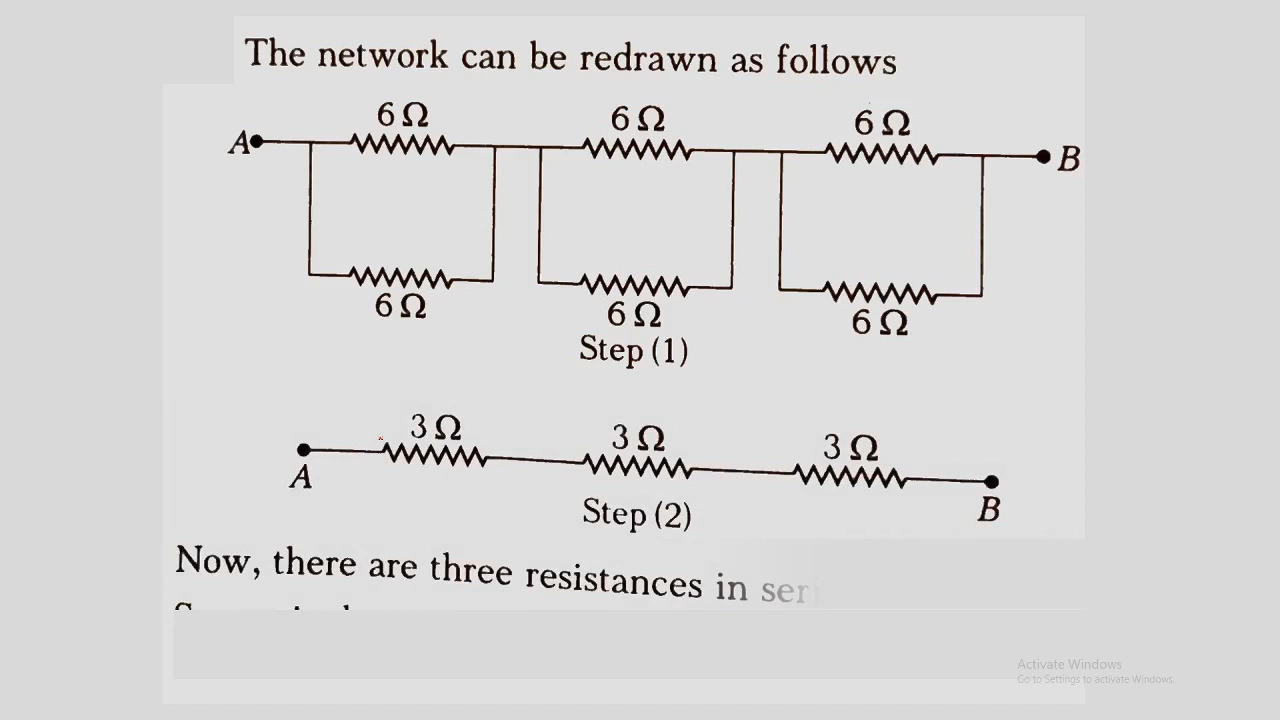 The network can be redrawn as follows
6 Ω 6 Ω 6 Ω
A B
6 Ω 6 Ω 6 Ω
Step (1)
3 Ω 3 Ω 3 Ω
A B
Step (2)
Now, there are three resistances in ser
Activate Windows
Go to Settings to activate Windows.